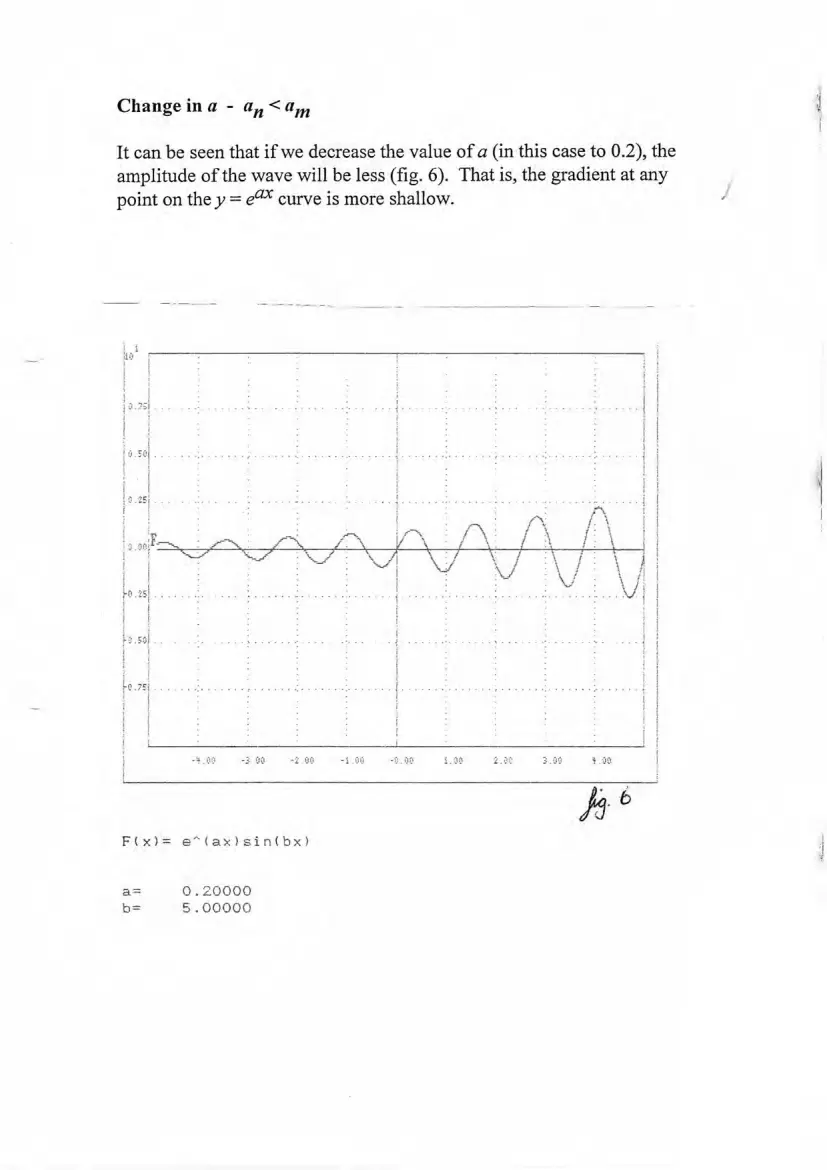 Change in a - an < am
It can be seen that if we decrease the value of a (in this case to 0.2), the
amplitude of the wave will be less (fig. 6). That is, the gradient at any
point on the y = e^ax curve is more shallow.
10 1
0.75
0.50
0.25
F
0.00
-0.25
-0.50
-0.75
-4.00 -3.00 -2.00 -1.00 -0.00 1.00 2.00 3.00 4.00
fig. 6
F(x)= e^(ax)sin(bx)
a= 0.20000
b= 5.00000